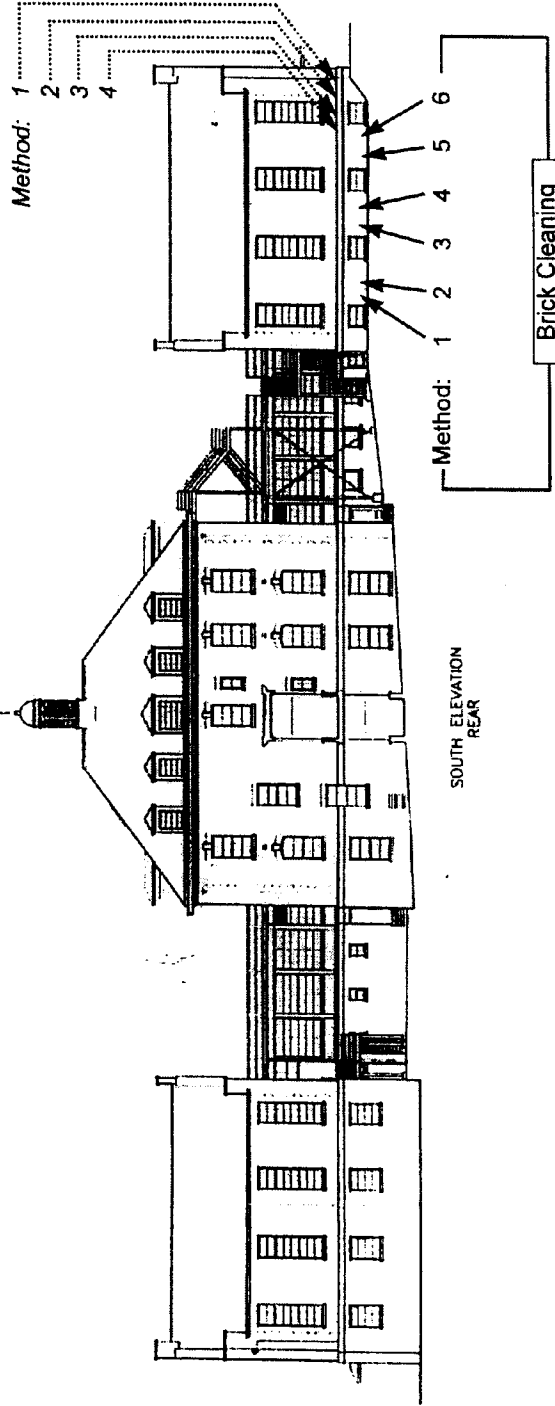 Method: 1
2
3
4
Method: 1 2 3 4 5 6
Brick Cleaning
SOUTH ELEVATION
REAR